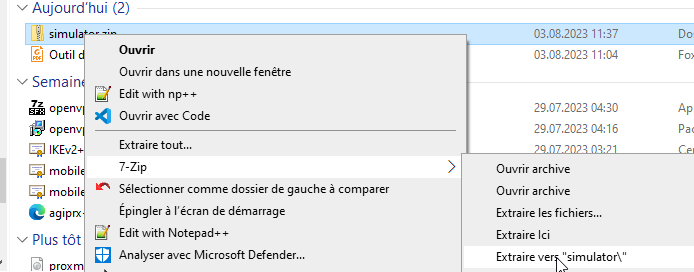 Aujourd'hui (2)
simulator.zip 03.08.2023 11:37 Do
Outil d 03.08.2023 11:04 Fox
Ouvrir
Ouvrir dans une nouvelle fenêtre
Edit with np++
Ouvrir avec Code
Extraire tout...
7-Zip
Sélectionner comme dossier de gauche à comparer
Épingler à l'écran de démarrage
Edit with Notepad++
Analyser avec Microsoft Defender...
Semaine
openvp 29.07.2023 04:30 Ap
openvp 29.07.2023 04:16 Pac
IKEv2+ 29.07.2023 03:21 Cer
mobile
mobile
agiprx-
Plus tôt
proxm
Ouvrir archive
Ouvrir archive
Extraire les fichiers...
Extraire Ici
Extraire vers "simulator\"